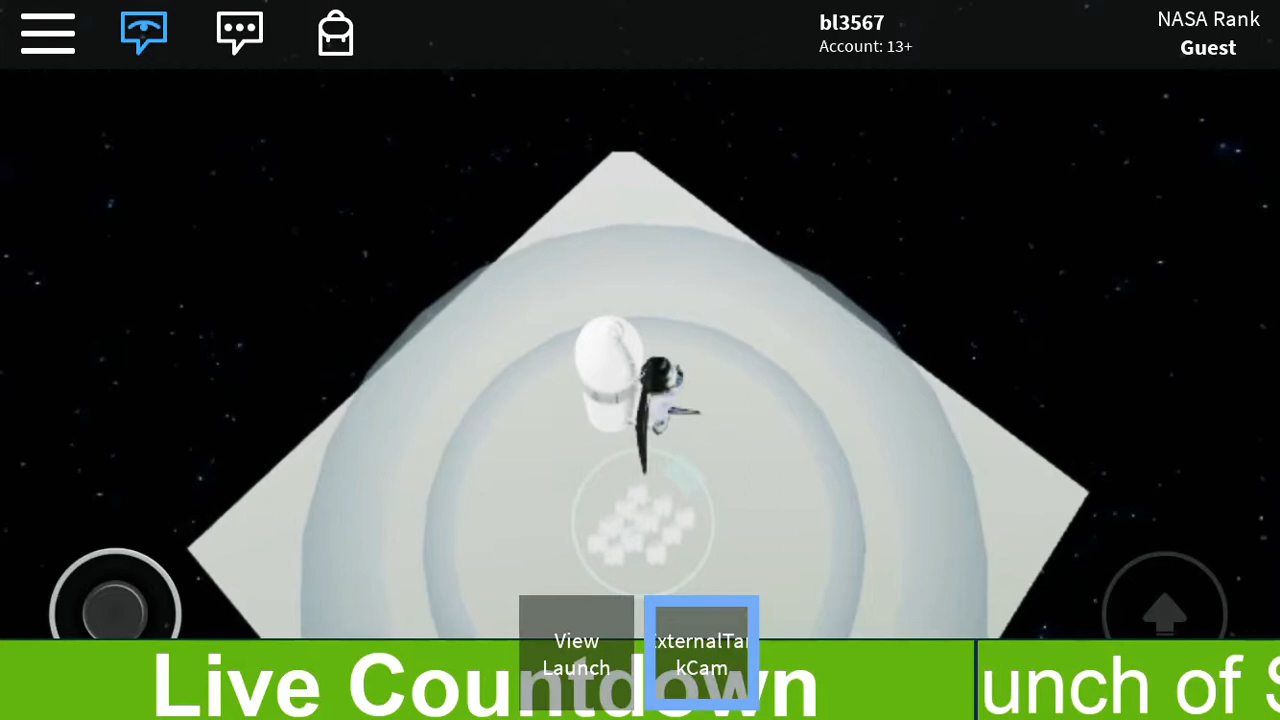 bl3567
Account: 13+
NASA Rank
Guest
View
Launch
xternalTa
kCam
Live Countdown
unch of